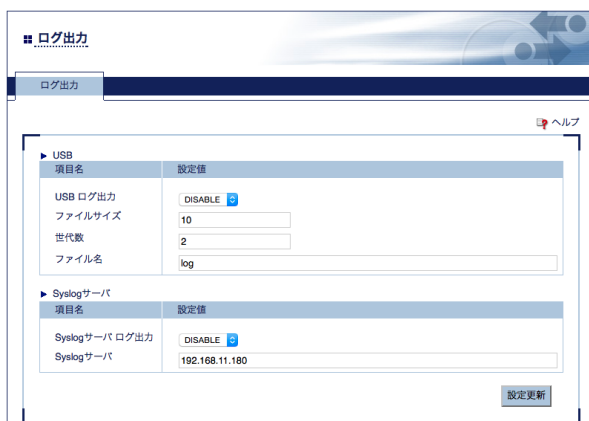 ログ出力
ログ出力
ヘルプ
USB
項目名 設定値
USB ログ出力 DISABLE
ファイルサイズ 10
世代数 2
ファイル名 log
Syslogサーバ
項目名 設定値
Syslogサーバ ログ出力 DISABLE
Syslogサーバ 192.168.11.180
設定更新